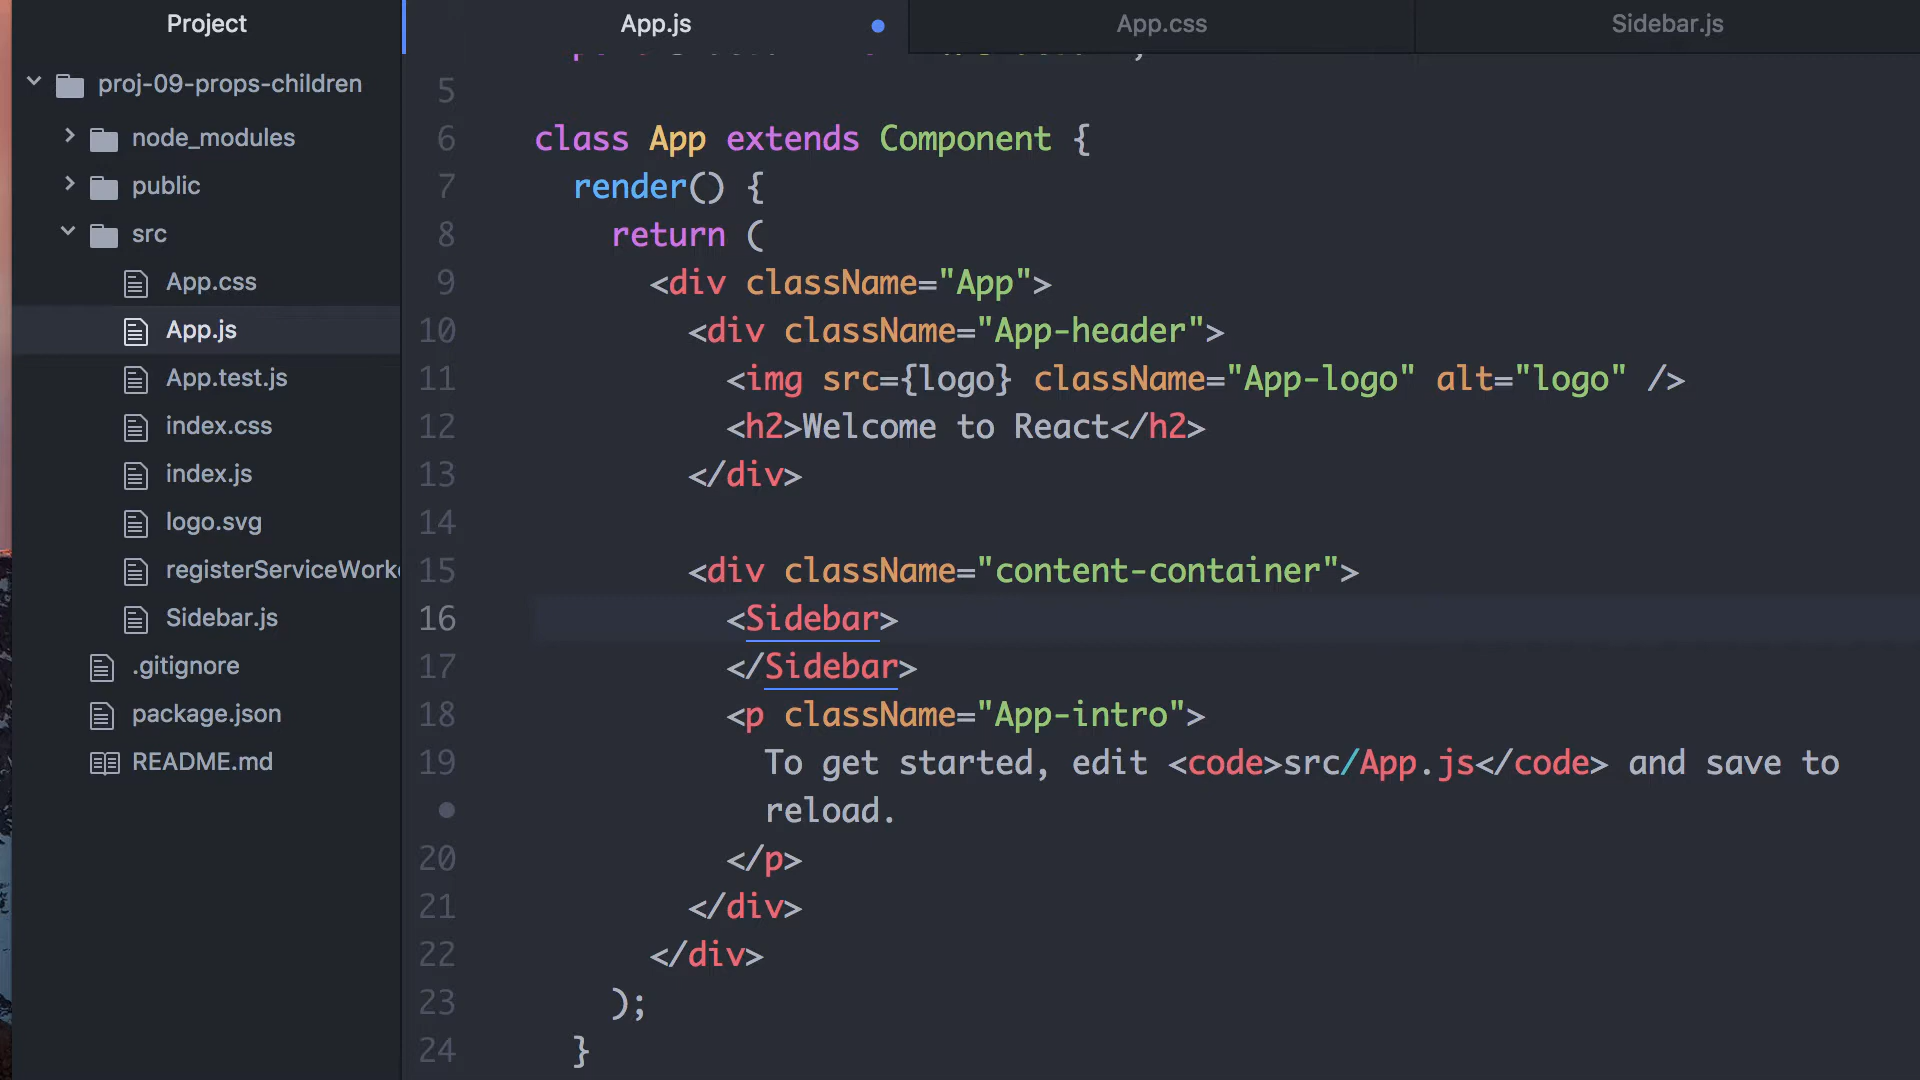 Project
proj-09-props-children
node_modules
public
src
App.css
App.js
App.test.js
index.css
index.js
logo.svg
registerServiceWork
Sidebar.js
.gitignore
package.json
README.md
App.js
App.css
Sidebar.js
5
6 class App extends Component {
7 render() {
8 return (
9 <div className="App">
10 <div className="App-header">
11 <img src={logo} className="App-logo" alt="logo" />
12 <h2>Welcome to React</h2>
13 </div>
14
15 <div className="content-container">
16 <Sidebar>
17 </Sidebar>
18 <p className="App-intro">
19 To get started, edit <code>src/App.js</code> and save to
reload.
20 </p>
21 </div>
22 </div>
23 );
24 }